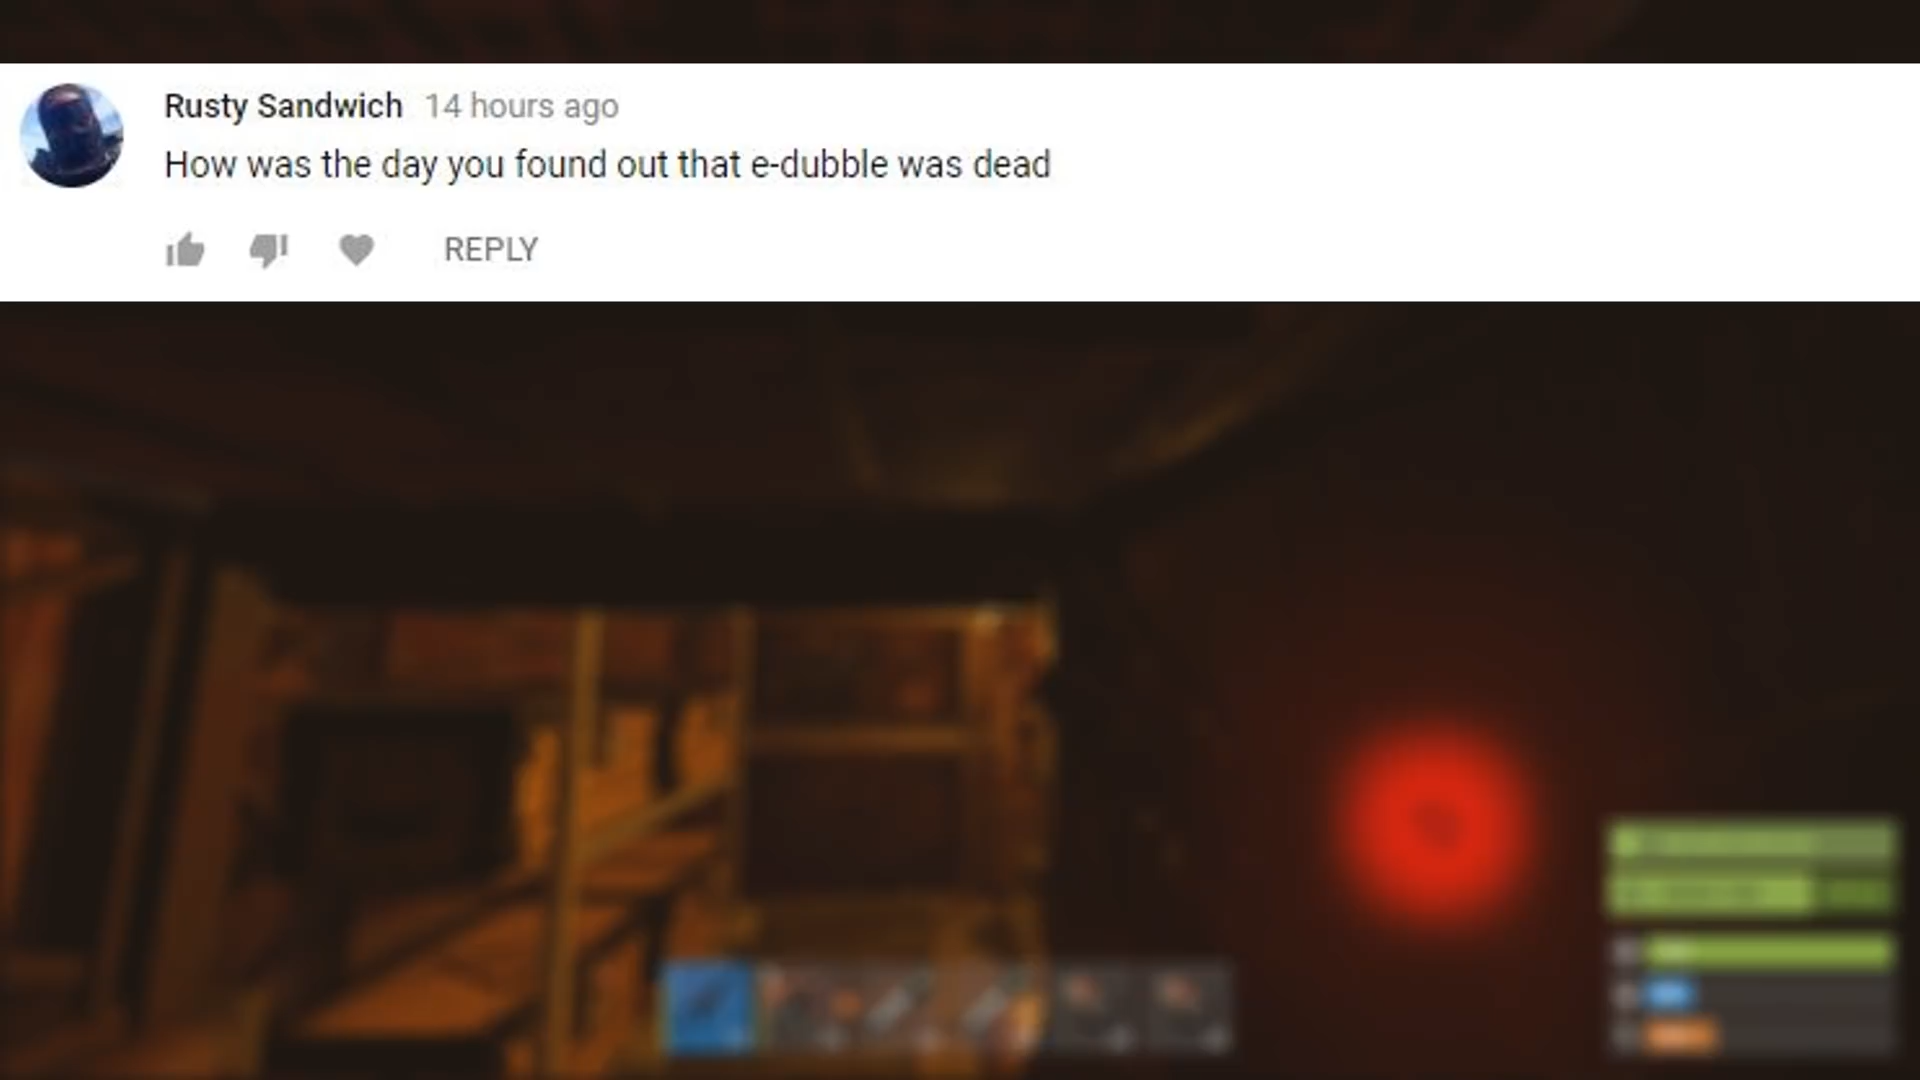 Rusty Sandwich 14 hours ago
How was the day you found out that e-dubble was dead
REPLY